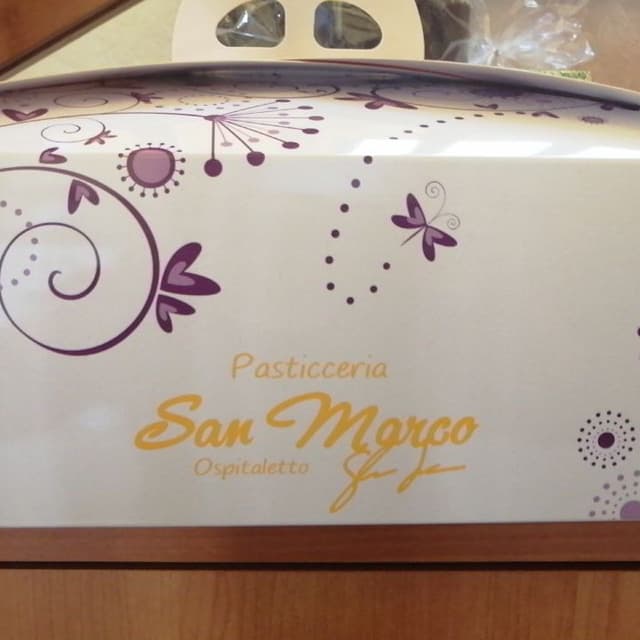 Pasticceria
San Marco
Ospitaletto